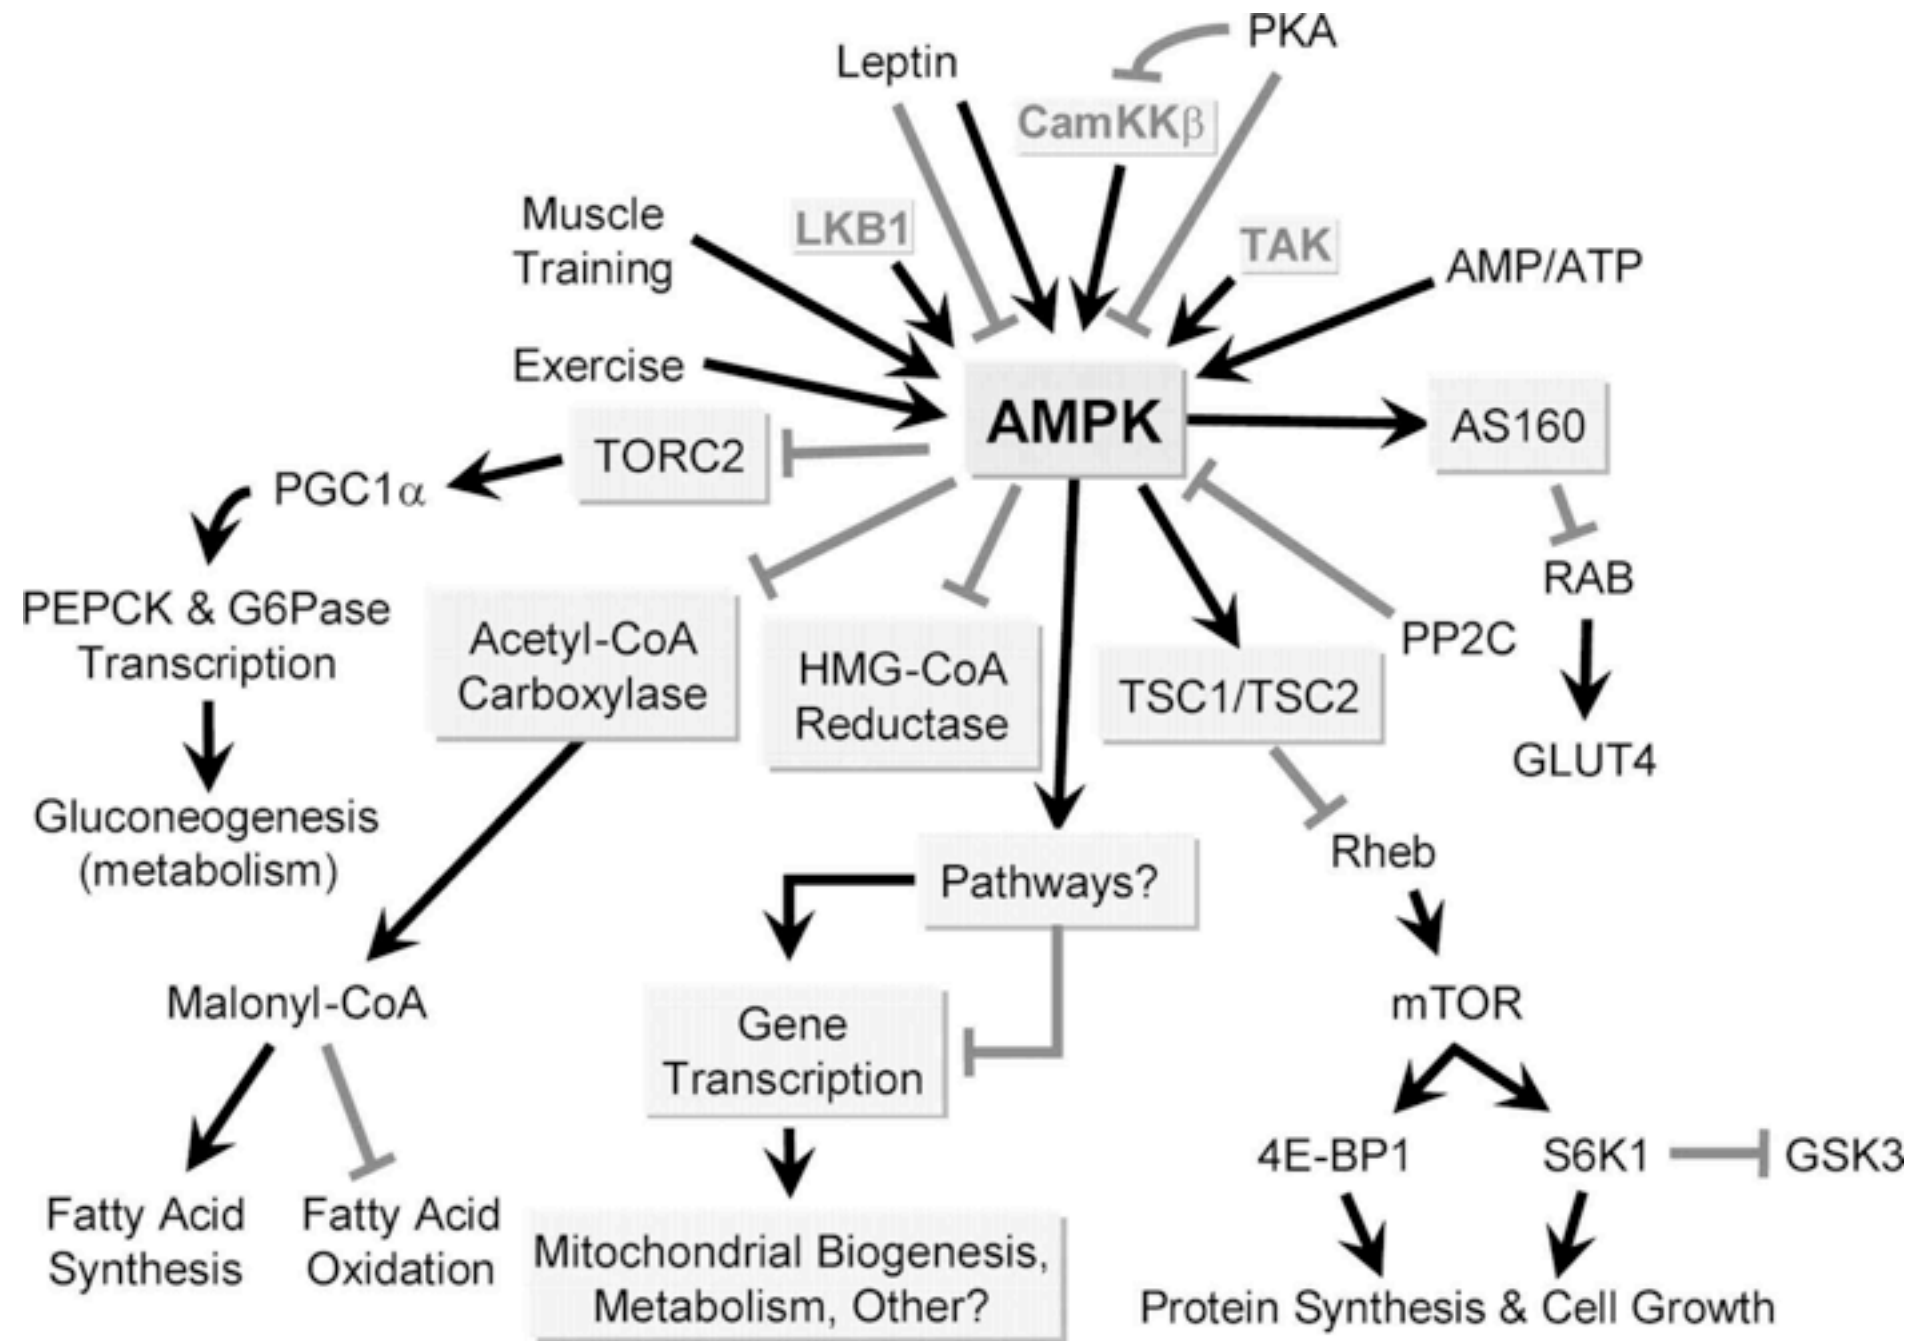 PKA
Leptin
CamKKβ
Muscle
Training
LKB1
TAK
AMP/ATP
Exercise
AMPK
AS160
TORC2
PGC1α
RAB
PEPCK & G6Pase
Transcription
Acetyl-CoA
Carboxylase
HMG-CoA
Reductase
TSC1/TSC2
PP2C
GLUT4
Gluconeogenesis
(metabolism)
Pathways?
Rheb
Malonyl-CoA
Gene
Transcription
mTOR
4E-BP1
S6K1
GSK3
Fatty Acid
Synthesis
Fatty Acid
Oxidation
Mitochondrial Biogenesis,
Metabolism, Other?
Protein Synthesis & Cell Growth